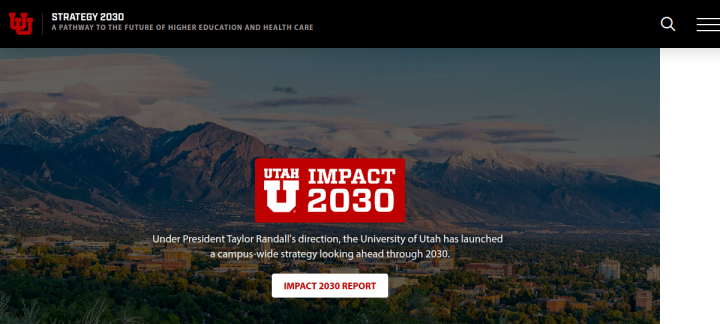 STRATEGY 2030
A PATHWAY TO THE FUTURE OF HIGHER EDUCATION AND HEALTH CARE
UTAH
U
IMPACT
2030
Under President Taylor Randall's direction, the University of Utah has launched
a campus-wide strategy looking ahead through 2030.
IMPACT 2030 REPORT